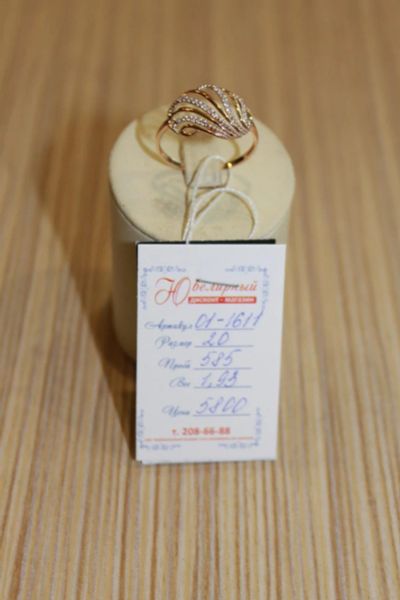 Ювелирный
дисконт - магазин
Артикул 01-1611
Размер 20
Проба 585
Вес 1,93
Цена 5800
т. 208-66-88